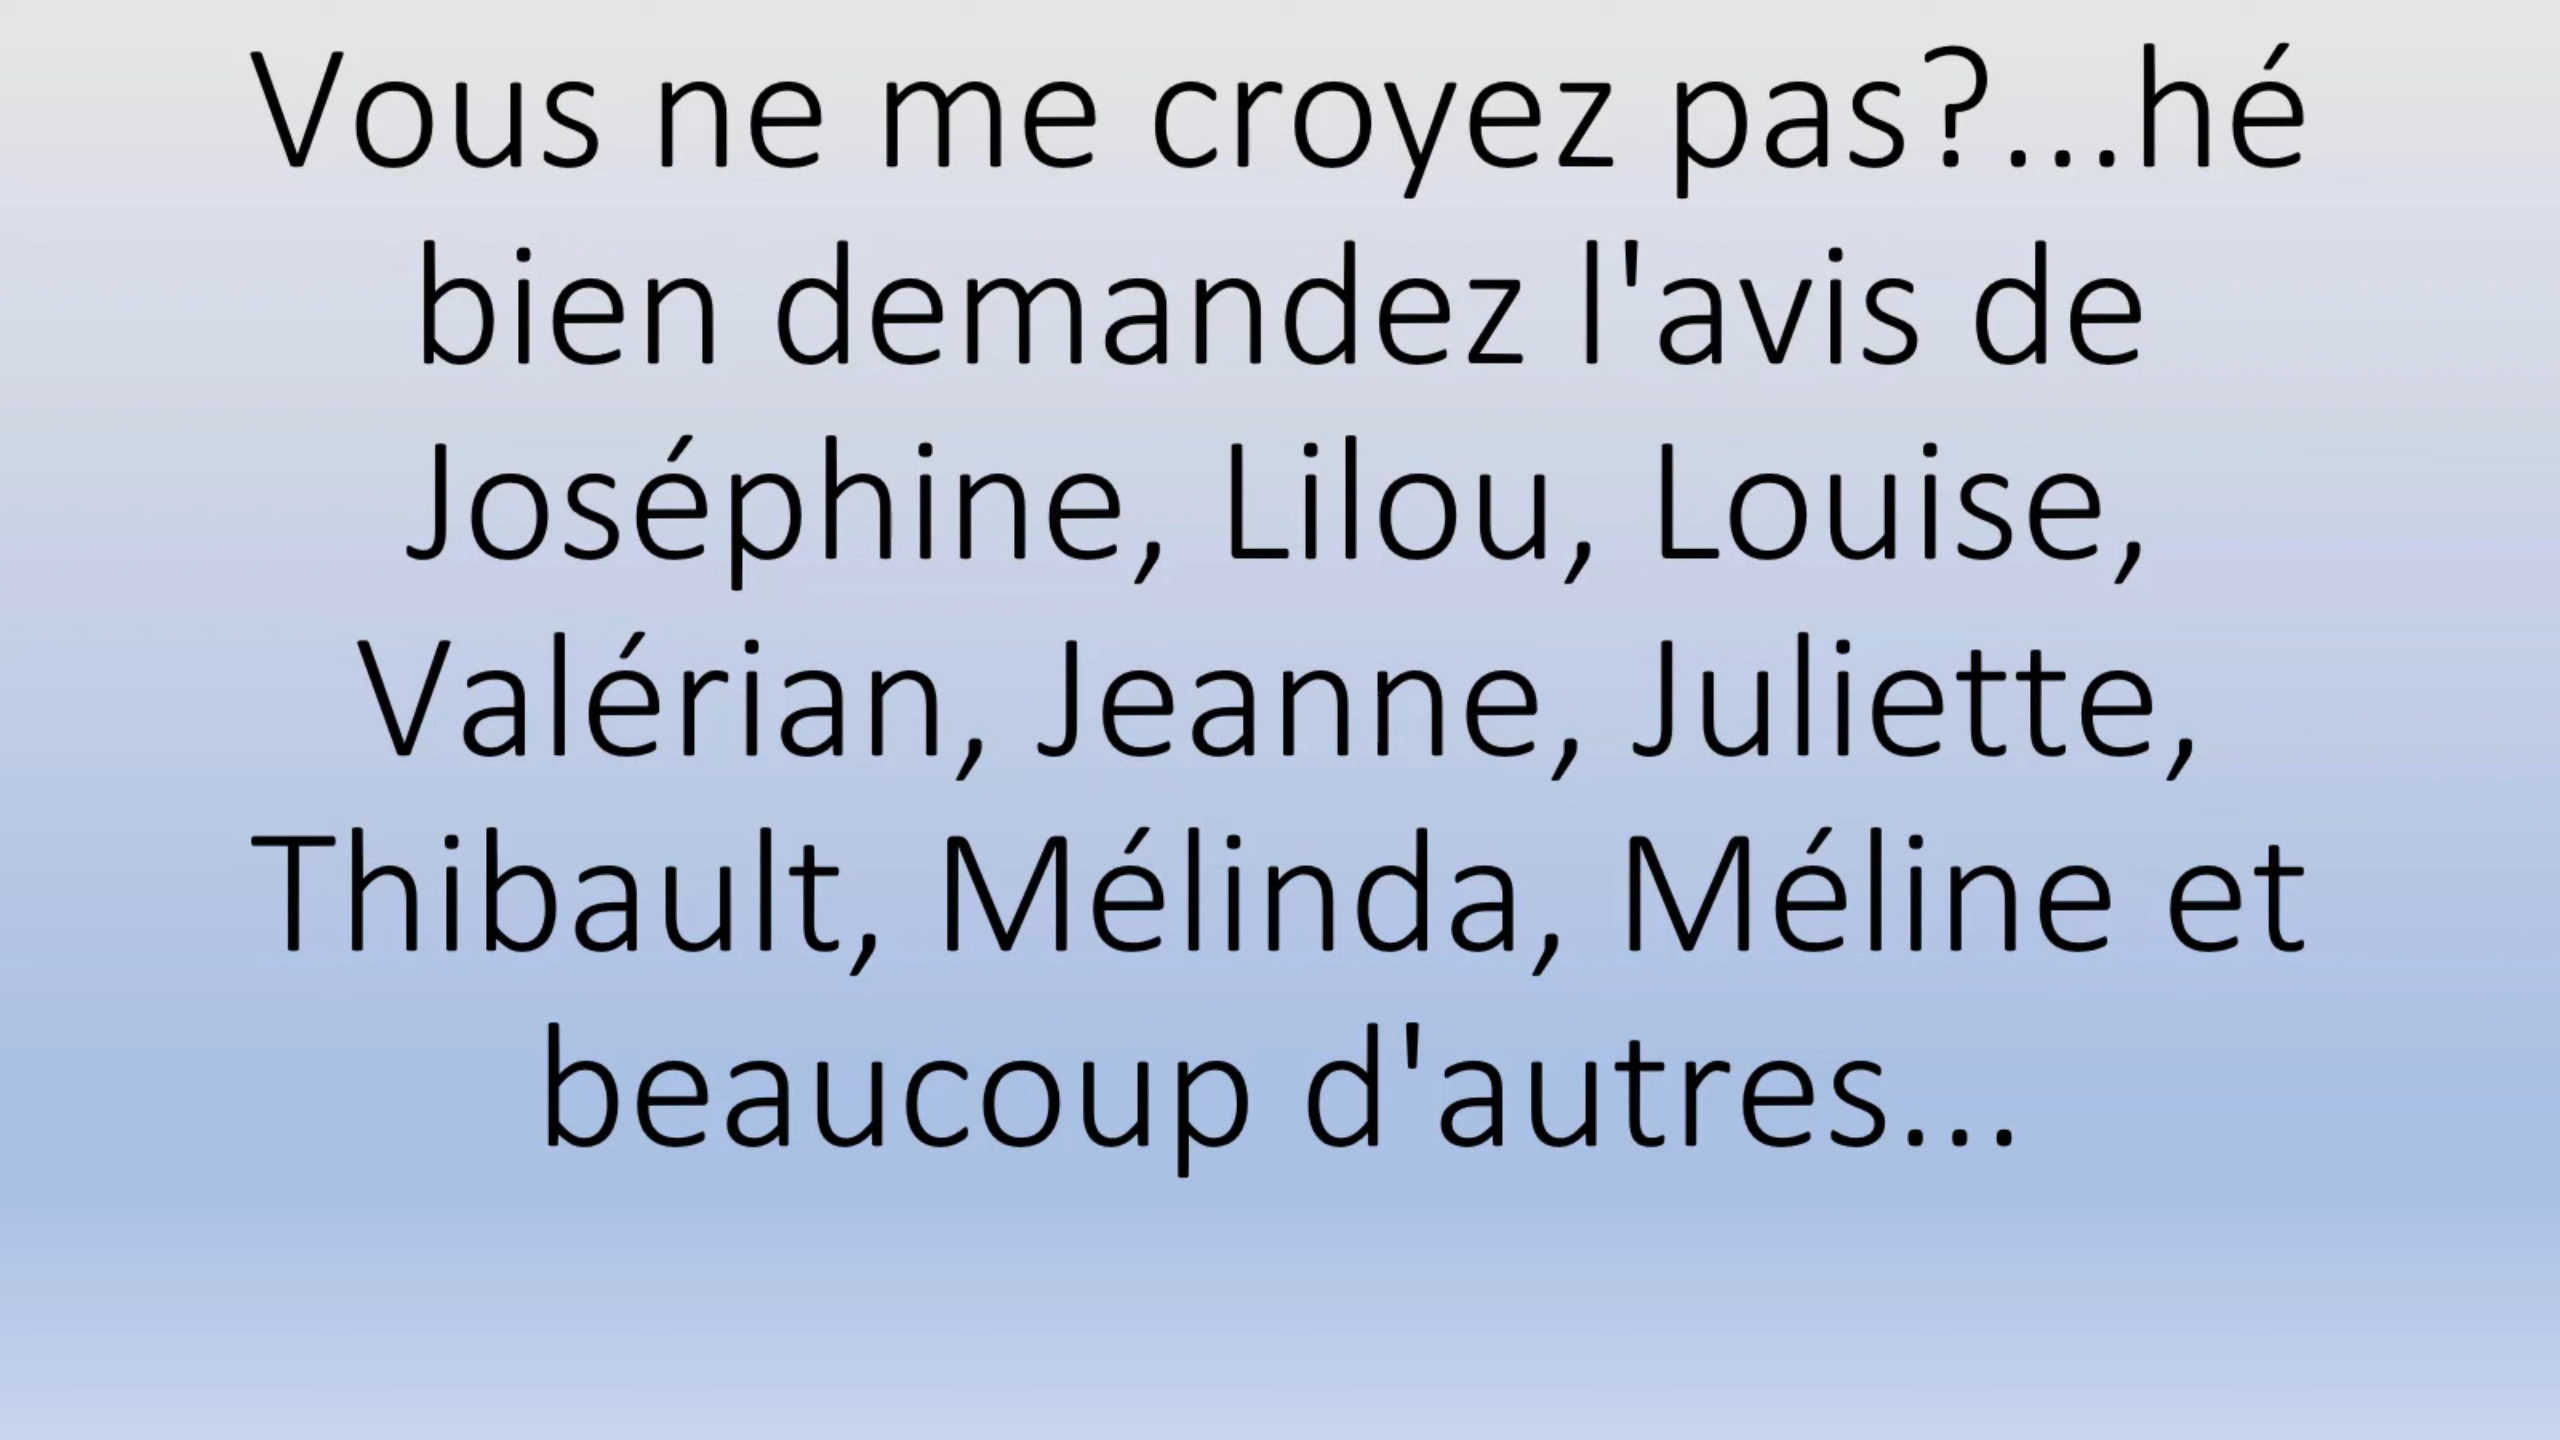 Vous ne me croyez pas?...hé
bien demandez l'avis de
Joséphine, Lilou, Louise,
Valérian, Jeanne, Juliette,
Thibault, Mélinda, Méline et
beaucoup d'autres...